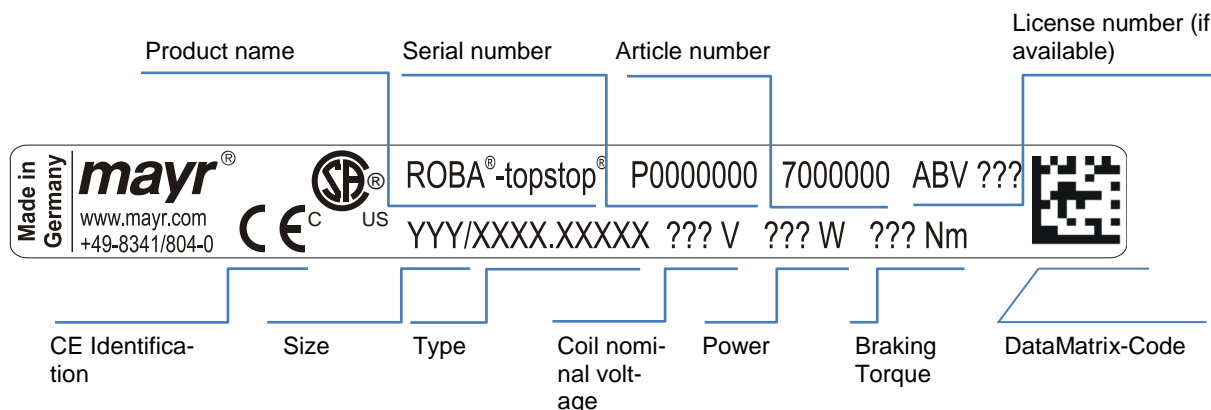 License number (if
available)
Product name
Serial number
Article number
Made in
Germany
mayr®
www.mayr.com
+49-8341/804-0
CE
C SA® US
ROBA®-topstop® P0000000 7000000 ABV ???
YYY/XXXX.XXXXX ??? V ??? W ??? Nm
CE Identifica-
tion
Size
Type
Coil nomi-
nal volt-
age
Power
Braking
Torque
DataMatrix-Code